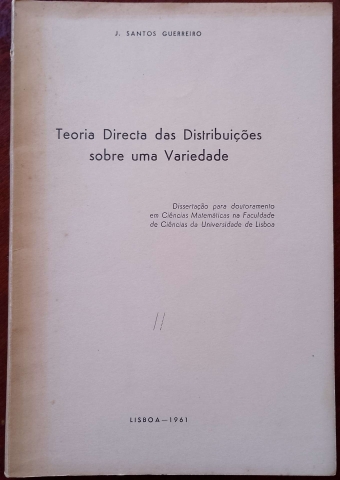 J. SANTOS GUERREIRO
Teoria Directa das Distribuições
sobre uma Variedade
Dissertação para doutoramento
em Ciências Matemáticas na Faculdade
de Ciências da Universidade de Lisboa
11
LISBOA—1961